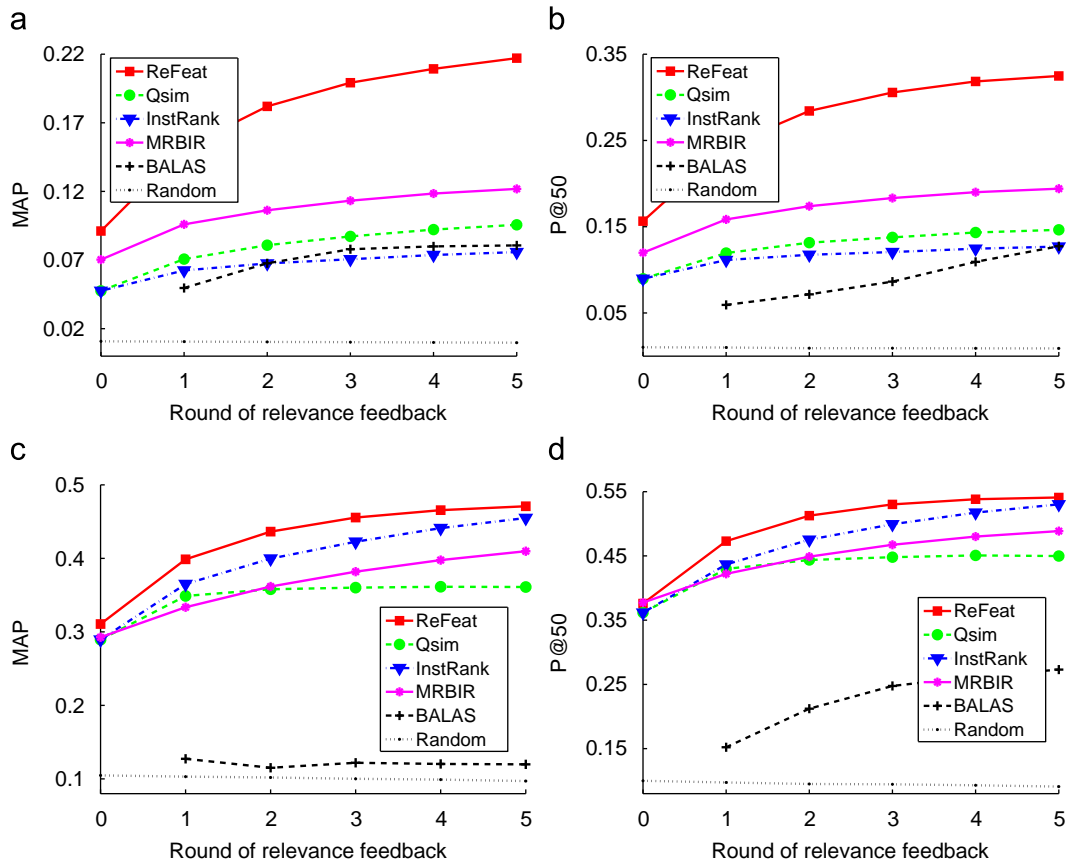 a
0.22
0.17
0.12
0.07
0.02
MAP
ReFeat
Qsim
InstRank
MRBIR
BALAS
Random
0 1 2 3 4 5
Round of relevance feedback
b
0.35
0.25
0.15
0.05
P@50
ReFeat
Qsim
InstRank
MRBIR
BALAS
Random
0 1 2 3 4 5
Round of relevance feedback
c
0.5
0.4
0.3
0.2
0.1
MAP
ReFeat
Qsim
InstRank
MRBIR
BALAS
Random
0 1 2 3 4 5
Round of relevance feedback
d
0.55
0.45
0.35
0.25
0.15
P@50
ReFeat
Qsim
InstRank
MRBIR
BALAS
Random
0 1 2 3 4 5
Round of relevance feedback